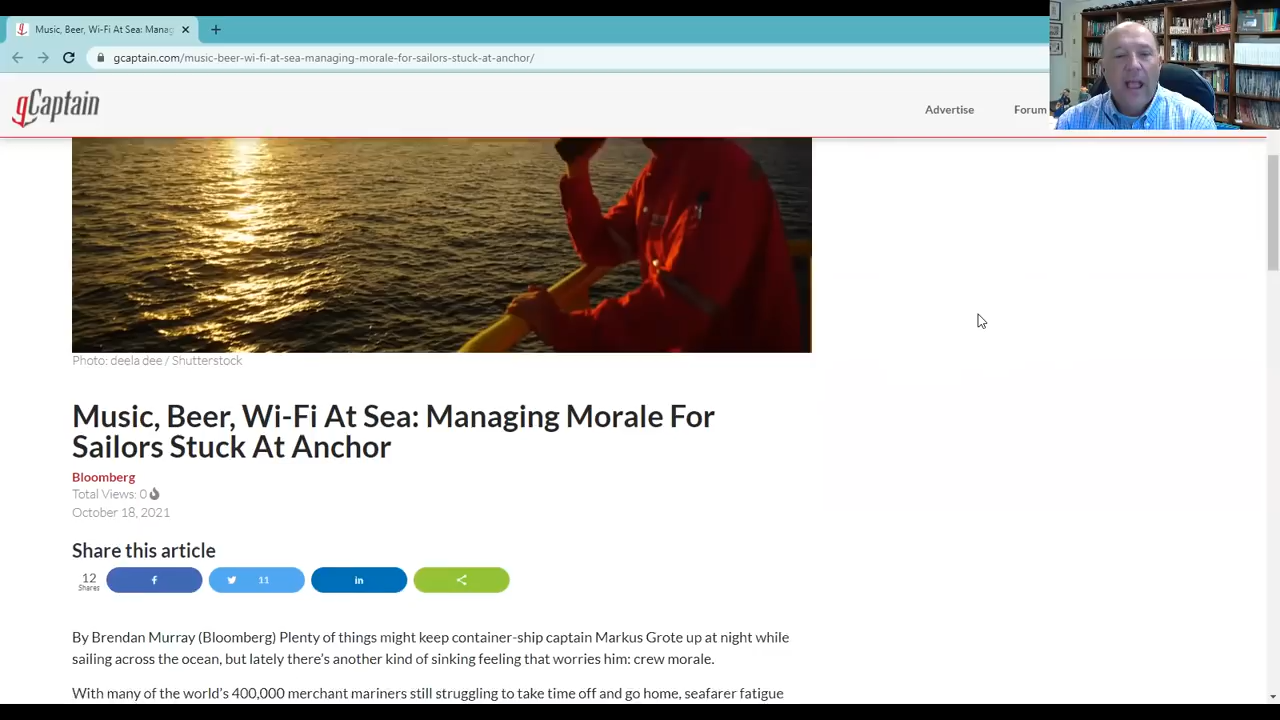 Music, Beer, Wi-Fi At Sea: Manag
gcaptain.com/music-beer-wi-fi-at-sea-managing-morale-for-sailors-stuck-at-anchor/
gCaptain
Advertise
Forum
Photo: deela dee / Shutterstock
Music, Beer, Wi-Fi At Sea: Managing Morale For
Sailors Stuck At Anchor
Bloomberg
Total Views: 0
October 18, 2021
Share this article
12
Shares
11
By Brendan Murray (Bloomberg) Plenty of things might keep container-ship captain Markus Grote up at night while
sailing across the ocean, but lately there’s another kind of sinking feeling that worries him: crew morale.
With many of the world’s 400,000 merchant mariners still struggling to take time off and go home, seafarer fatigue